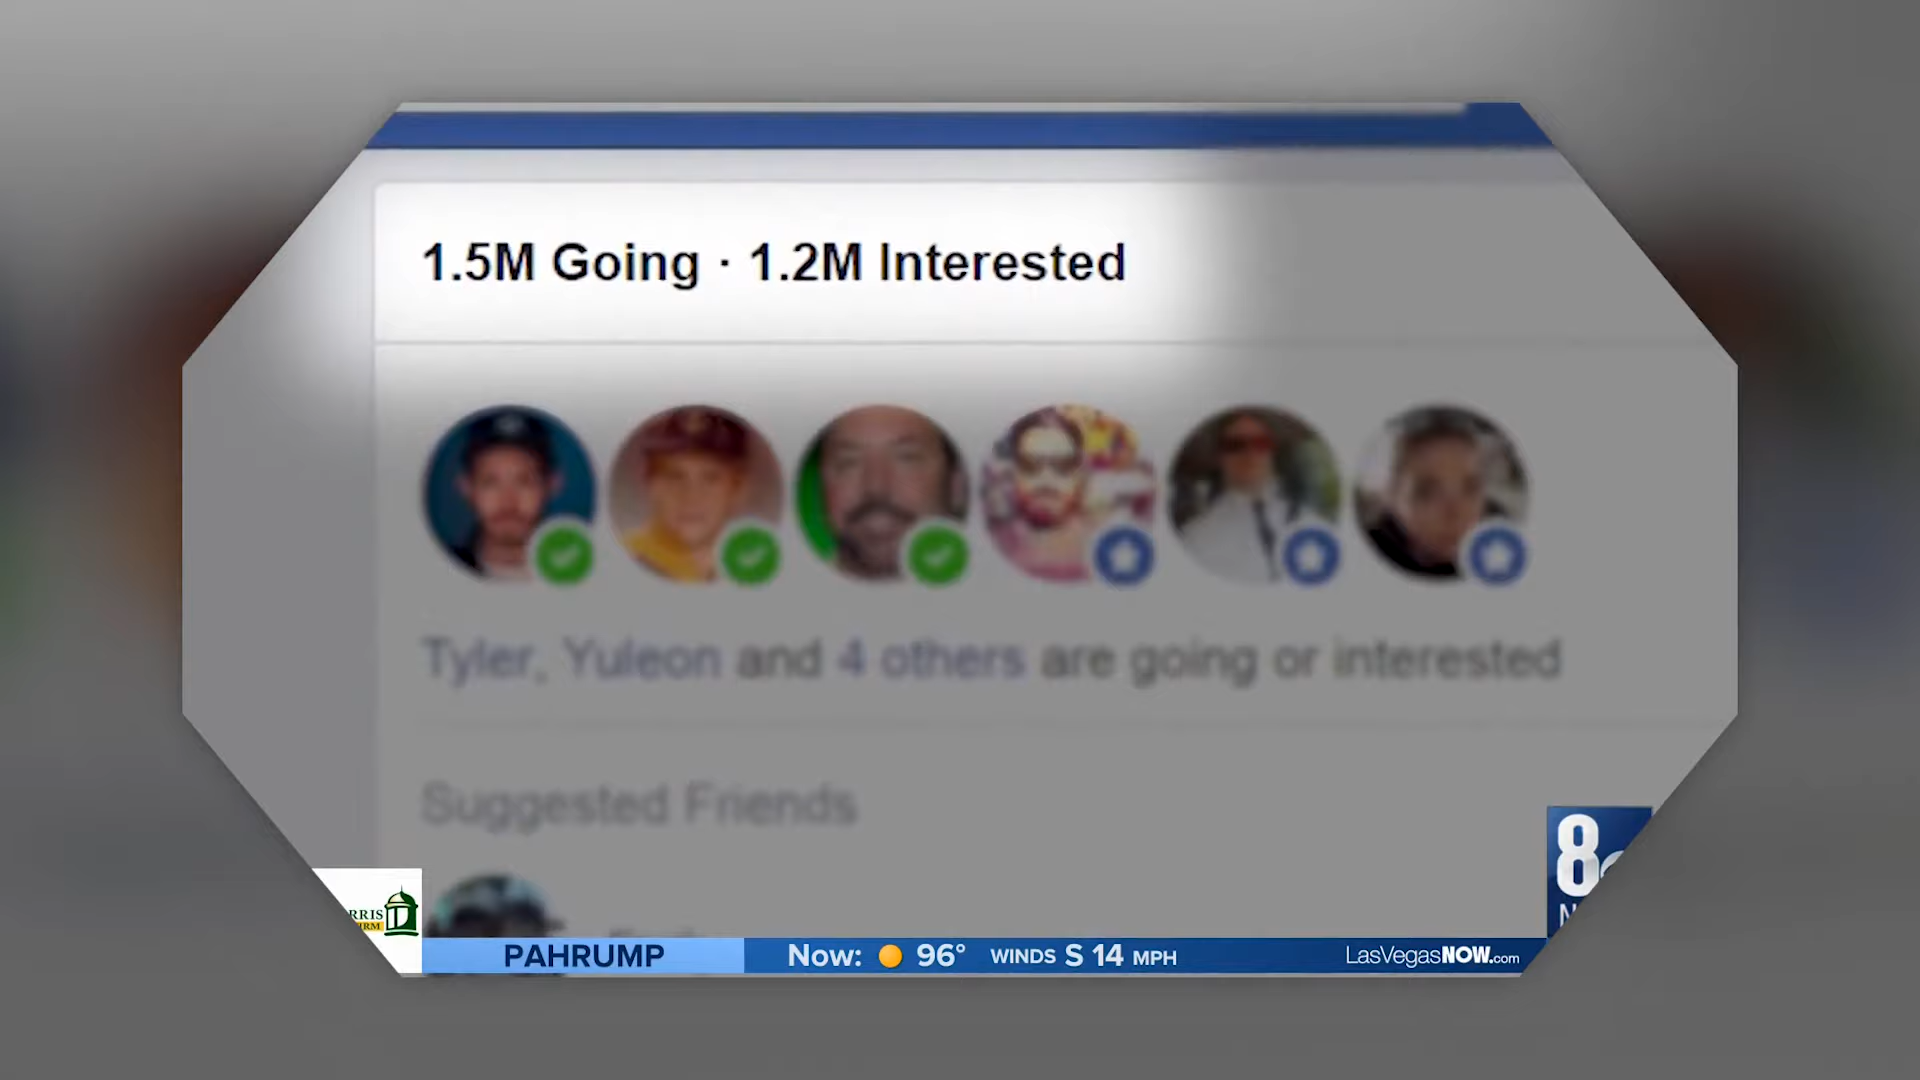 1.5M Going · 1.2M Interested
Tyler, Yuleon and 4 others are going or interested
Suggested Friends
8
RRIS
PAHRUMP
Now: 96° WINDS S 14 MPH
LasVegasNOW.com